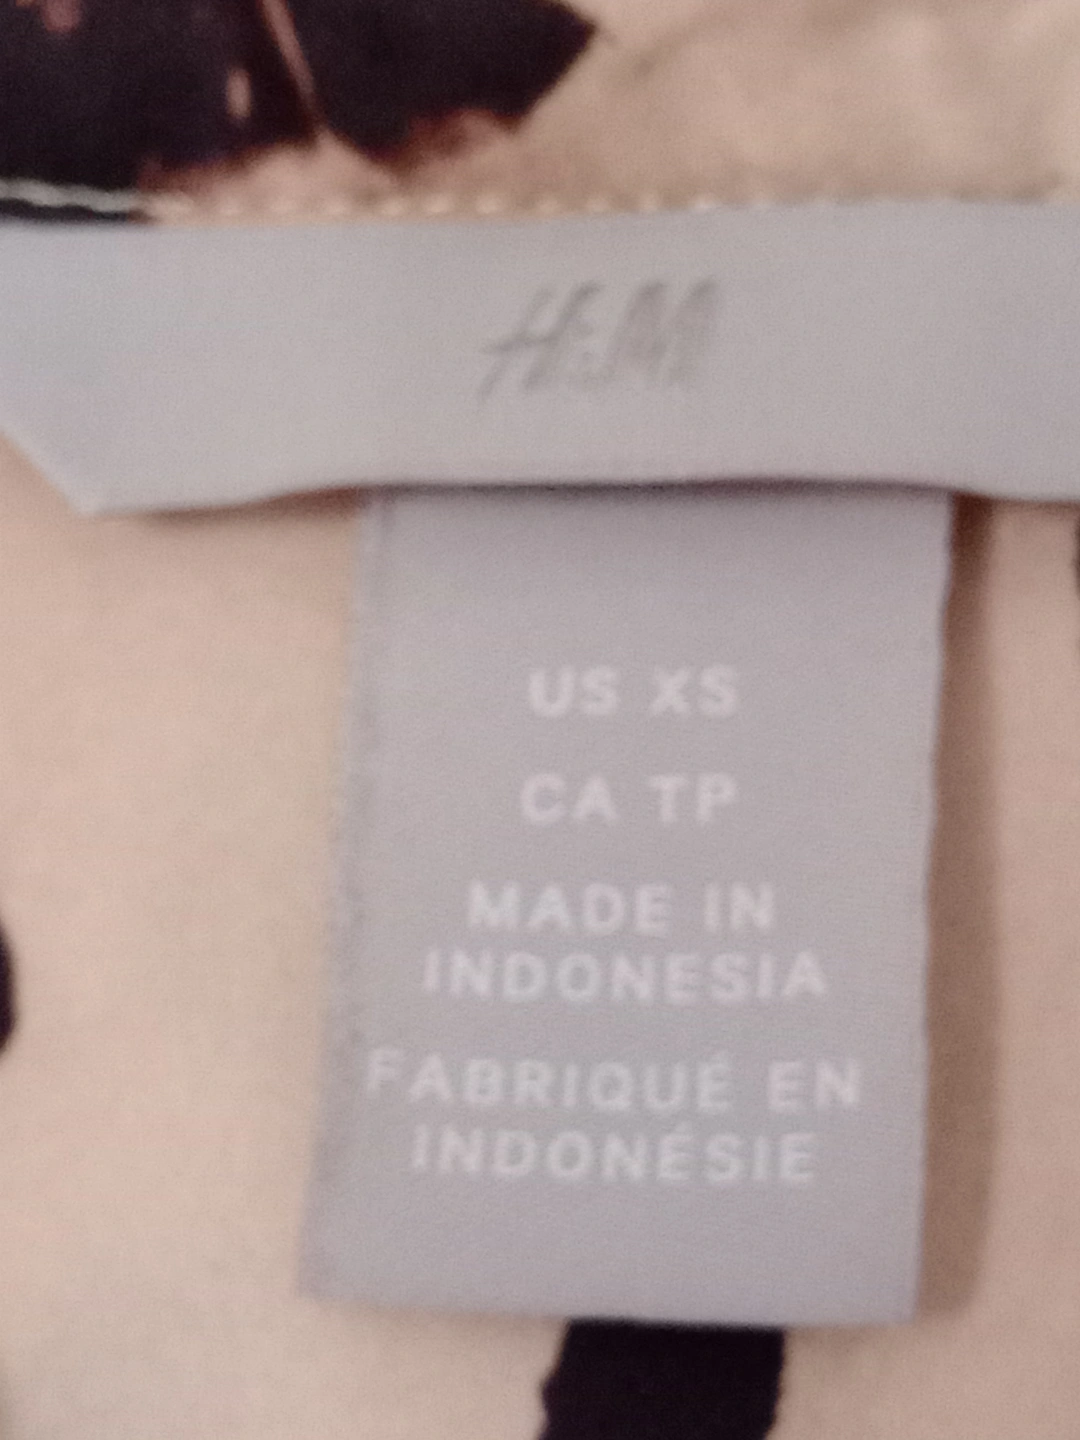 H&M
US XS
CA TP
MADE IN
INDONESIA
FABRIQUÉ EN
INDONÉSIE